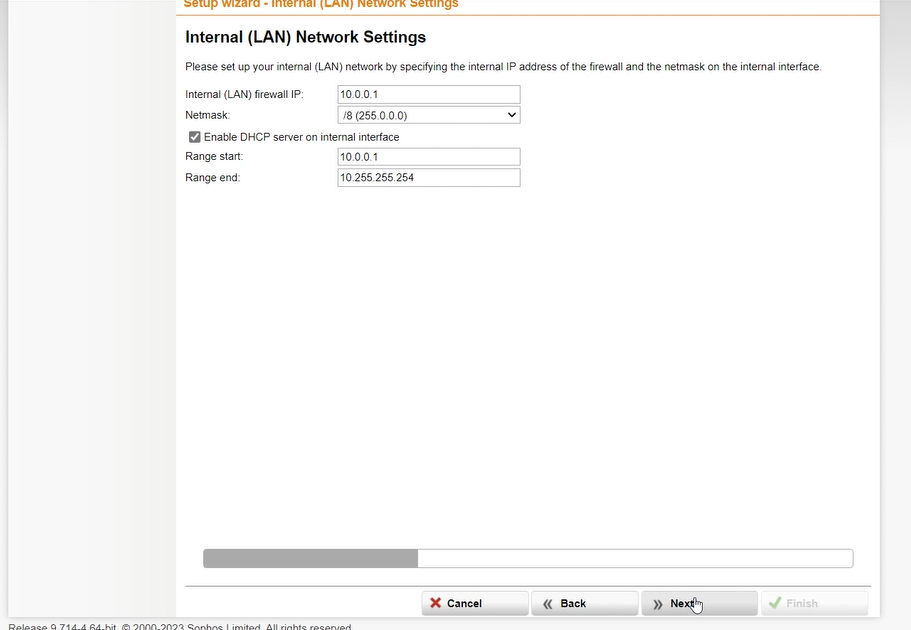 Setup wizard - Internal (LAN) Network Settings
Internal (LAN) Network Settings
Please set up your internal (LAN) network by specifying the internal IP address of the firewall and the netmask on the internal interface.
Internal (LAN) firewall IP: 10.0.0.1
Netmask: /8 (255.0.0.0)
Enable DHCP server on internal interface
Range start: 10.0.0.1
Range end: 10.255.255.254
Cancel Back Next Finish
Release 9.714-4 64-bit. © 2000-2023 Sophos Limited. All rights reserved.